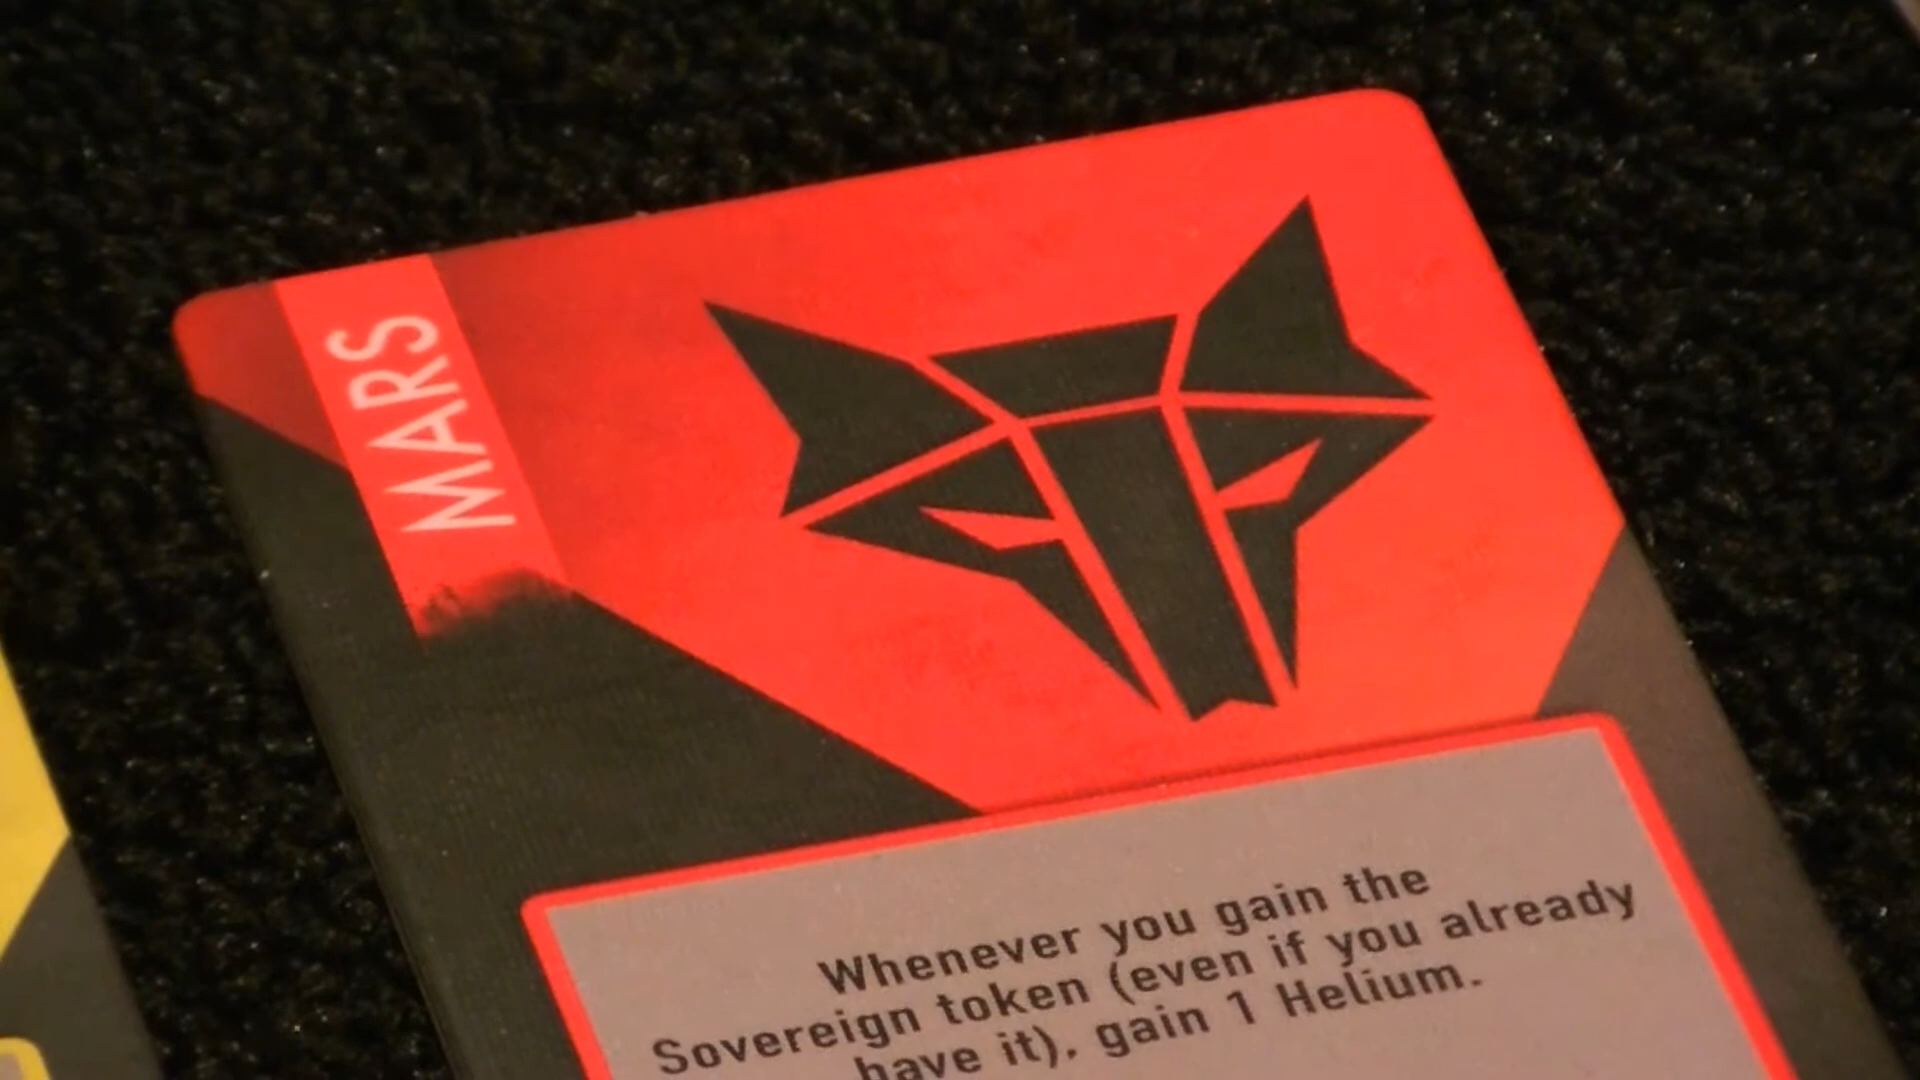 MARS
Whenever you gain the
Sovereign token (even if you already
have it), gain 1 Helium.